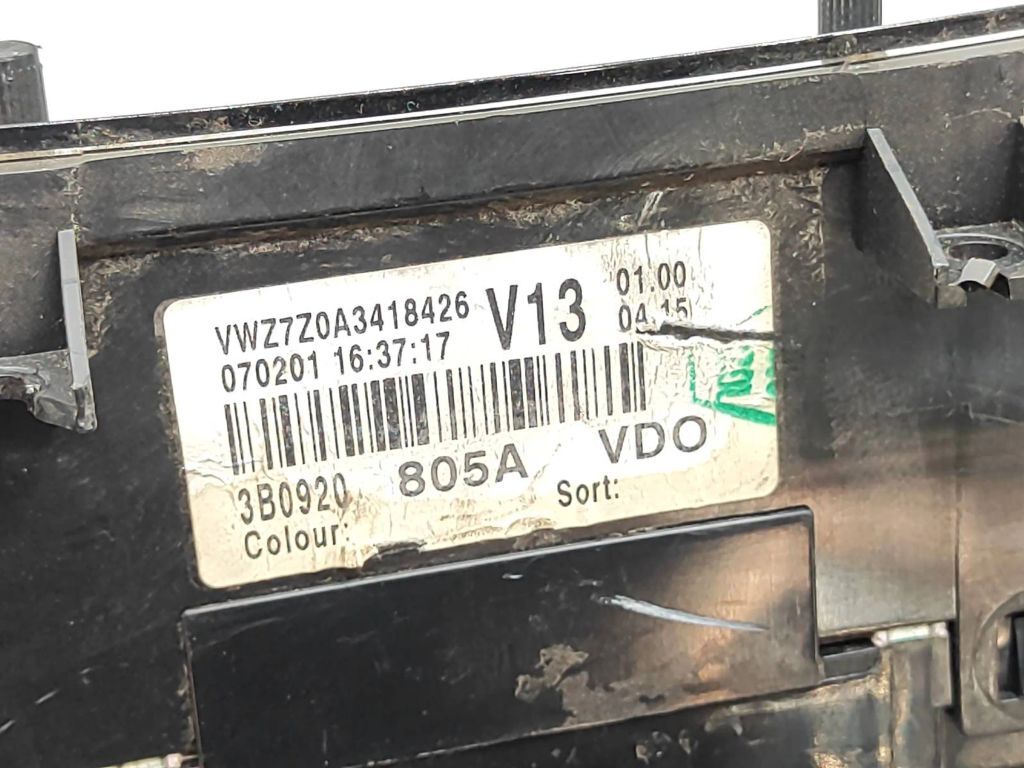 VWZ7Z0A3418426 V13 01.00
070201 16:37:17 04.15
3B0920 805A VDO
Colour: Sort: